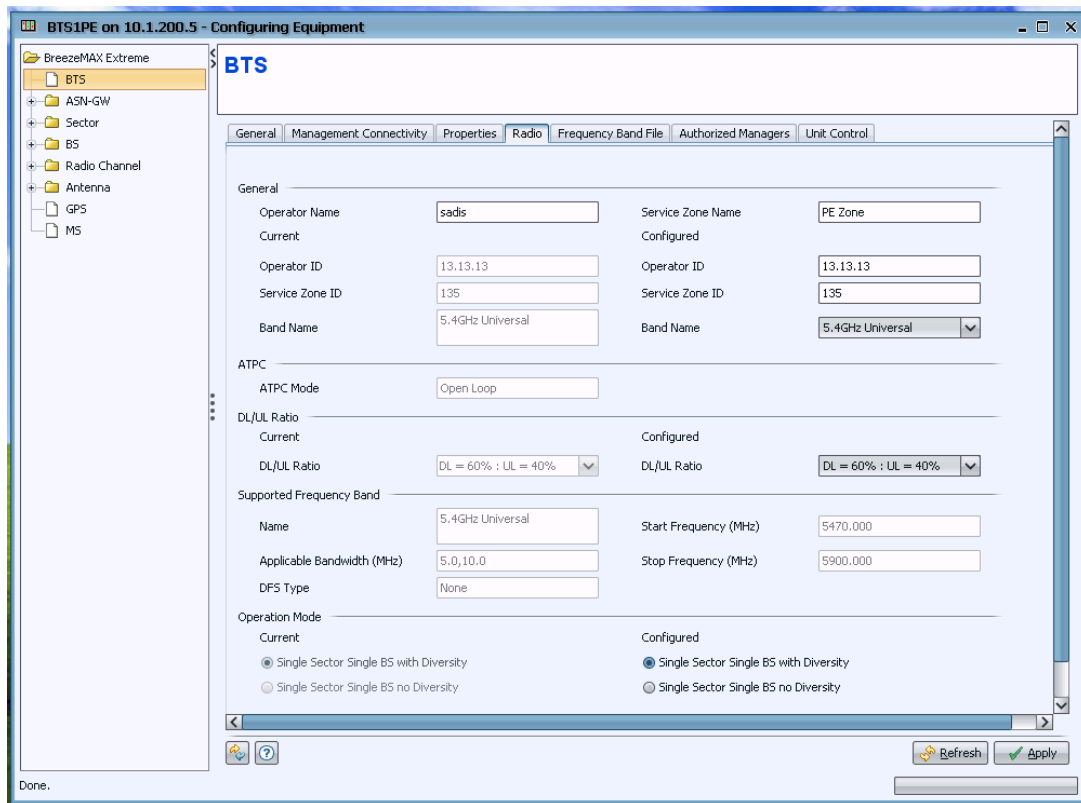 BTS1PE on 10.1.200.5 - Configuring Equipment
BreezeMAX Extreme
BTS
ASN-GW
Sector
BS
Radio Channel
Antenna
GPS
MS
BTS
General Management Connectivity Properties Radio Frequency Band File Authorized Managers Unit Control
General
Operator Name sadis Service Zone Name PE Zone
Current Configured
Operator ID 13.13.13 Operator ID 13.13.13
Service Zone ID 135 Service Zone ID 135
Band Name 5.4GHz Universal Band Name 5.4GHz Universal
ATPC
ATPC Mode Open Loop
DL/UL Ratio
Current Configured
DL/UL Ratio DL = 60% : UL = 40% DL/UL Ratio DL = 60% : UL = 40%
Supported Frequency Band
Name 5.4GHz Universal Start Frequency (MHz) 5470.000
Applicable Bandwidth (MHz) 5.0,10.0 Stop Frequency (MHz) 5900.000
DFS Type None
Operation Mode
Current Configured
Single Sector Single BS with Diversity Single Sector Single BS with Diversity
Single Sector Single BS no Diversity Single Sector Single BS no Diversity
Refresh Apply
Done.